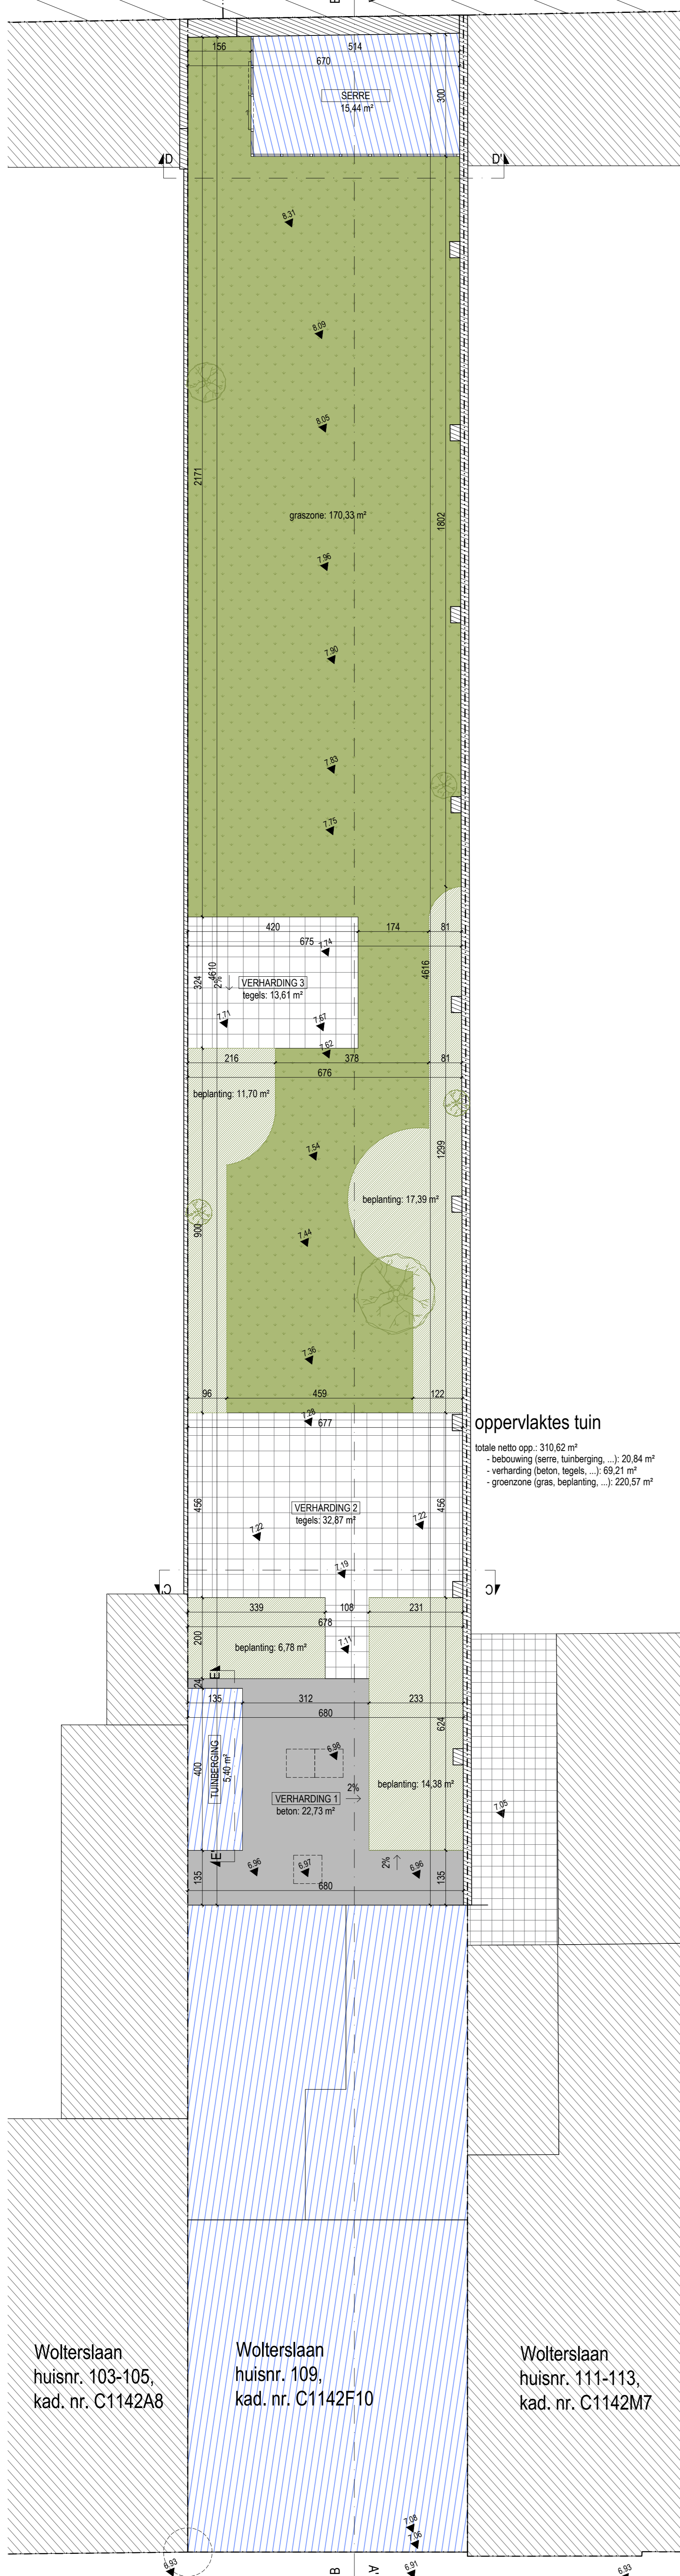 B
156
514
670
SERRE
15,44 m²
300
D
D'
8.31
8.09
8.05
2171
graszone: 170,33 m²
1802
7.96
7.90
7.83
7.75
420
174
81
675
7.74
4610
4616
324
2%
VERHARDING 3
tegels: 13,61 m²
7.71
7.67
7.62
216
378
81
676
beplanting: 11,70 m²
7.54
1299
beplanting: 17,39 m²
900
7.44
7.36
96
459
122
7.28
677
oppervlaktes tuin
totale netto opp.: 310,62 m²
- bebouwing (serre, tuinberging, ...): 20,84 m²
- verharding (beton, tegels, ...): 69,21 m²
- groenzone (gras, beplanting, ...): 220,57 m²
456
456
VERHARDING 2
tegels: 32,87 m²
7.22
7.22
7.19
C'
C
339
108
231
678
200
beplanting: 6,78 m²
7.11
E
24
135
312
233
680
624
TUINBERGING
5,40 m²
400
6.98
beplanting: 14,38 m²
2%
VERHARDING 1
beton: 22,73 m²
7.05
E'
6.96
6.97
2%
6.96
135
135
680
Wolterslaan
huisnr. 103-105,
kad. nr. C1142A8
Wolterslaan
huisnr. 109,
kad. nr. C1142F10
Wolterslaan
huisnr. 111-113,
kad. nr. C1142M7
7.08
7.06
6.93
B
A'
6.91
6.93